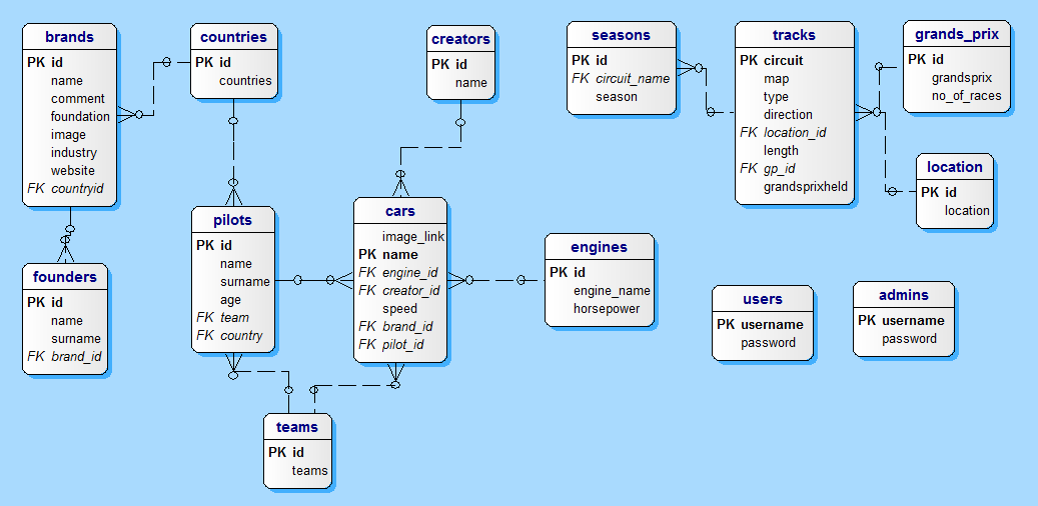 brands
PK id
name
comment
foundation
image
industry
website
FK countryid
countries
PK id
countries
creators
PK id
name
seasons
PK id
FK circuit_name
season
tracks
PK circuit
map
type
direction
FK location_id
length
FK gp_id
grandsprixheld
grands_prix
PK id
grandsprix
no_of_races
location
PK id
location
founders
PK id
name
surname
FK brand_id
pilots
PK id
name
surname
age
FK team
FK country
cars
image_link
PK name
FK engine_id
FK creator_id
speed
FK brand_id
FK pilot_id
engines
PK id
engine_name
horsepower
users
PK username
password
admins
PK username
password
teams
PK id
teams